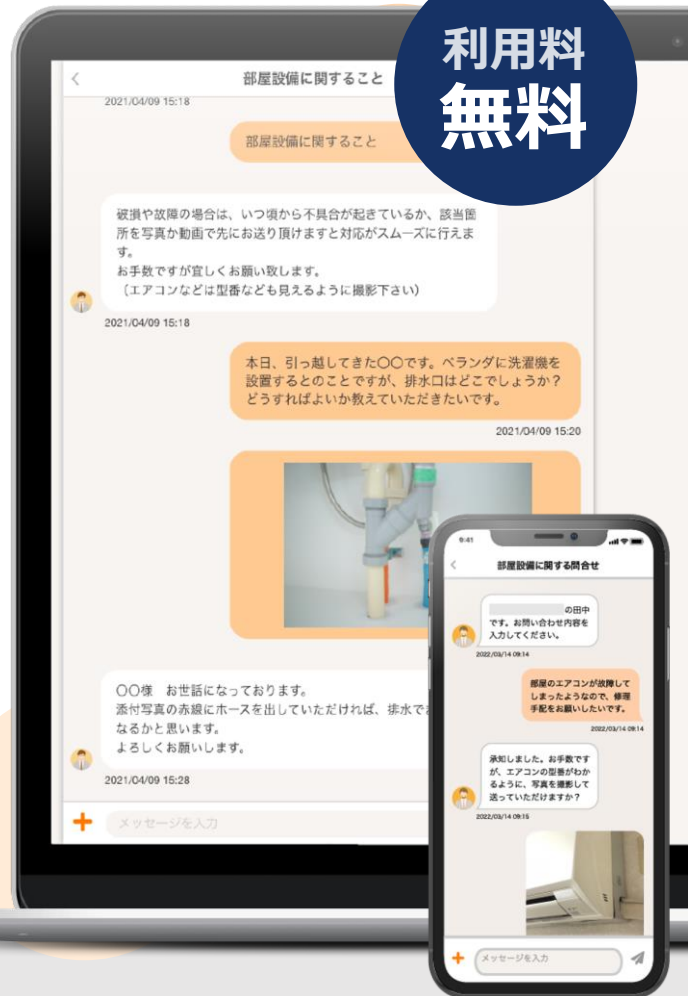 利用料
無料
部屋設備に関すること
2021/04/09 15:18
部屋設備に関すること
破損や故障の場合は、いつ頃から不具合が起きているか、該当箇
所を写真か動画で先にお送り頂けますと対応がスムーズに行えま
す。
お手数ですが宜しくお願い致します。
（エアコンなどは型番なども見えるように撮影下さい）
2021/04/09 15:18
本日、引っ越してきた〇〇です。ベランダに洗濯機を
設置するとのことですが、排水口はどこでしょうか？
どうすればよいか教えていただきたいです。
2021/04/09 15:20
〇〇様　お世話になっております。
添付写真の赤線にホースを出していただければ、排水で
なるかと思います。
よろしくお願いします。
2021/04/09 15:28
メッセージを入力
9:41
部屋設備に関する問合せ
の田中
です。お問い合わせ内容を
入力してください。
2022/03/14 09:14
部屋のエアコンが故障して
しまったようなので、修理
手配をお願いしたいです。
2022/03/14 09:14
承知しました。お手数です
が、エアコンの型番がわか
るように、写真を撮影して
送っていただけますか？
2022/03/14 09:15
メッセージを入力